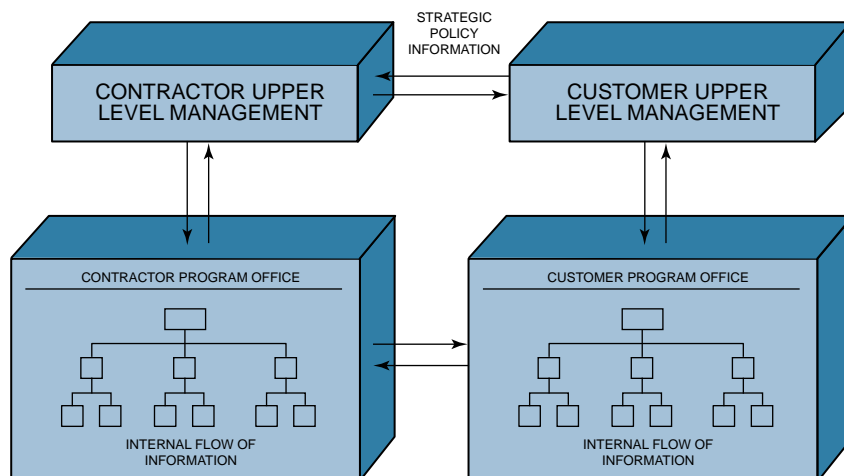 STRATEGIC
POLICY
INFORMATION
CONTRACTOR UPPER
LEVEL MANAGEMENT
CUSTOMER UPPER
LEVEL MANAGEMENT
CONTRACTOR PROGRAM OFFICE
INTERNAL FLOW OF
INFORMATION
CUSTOMER PROGRAM OFFICE
INTERNAL FLOW OF
INFORMATION